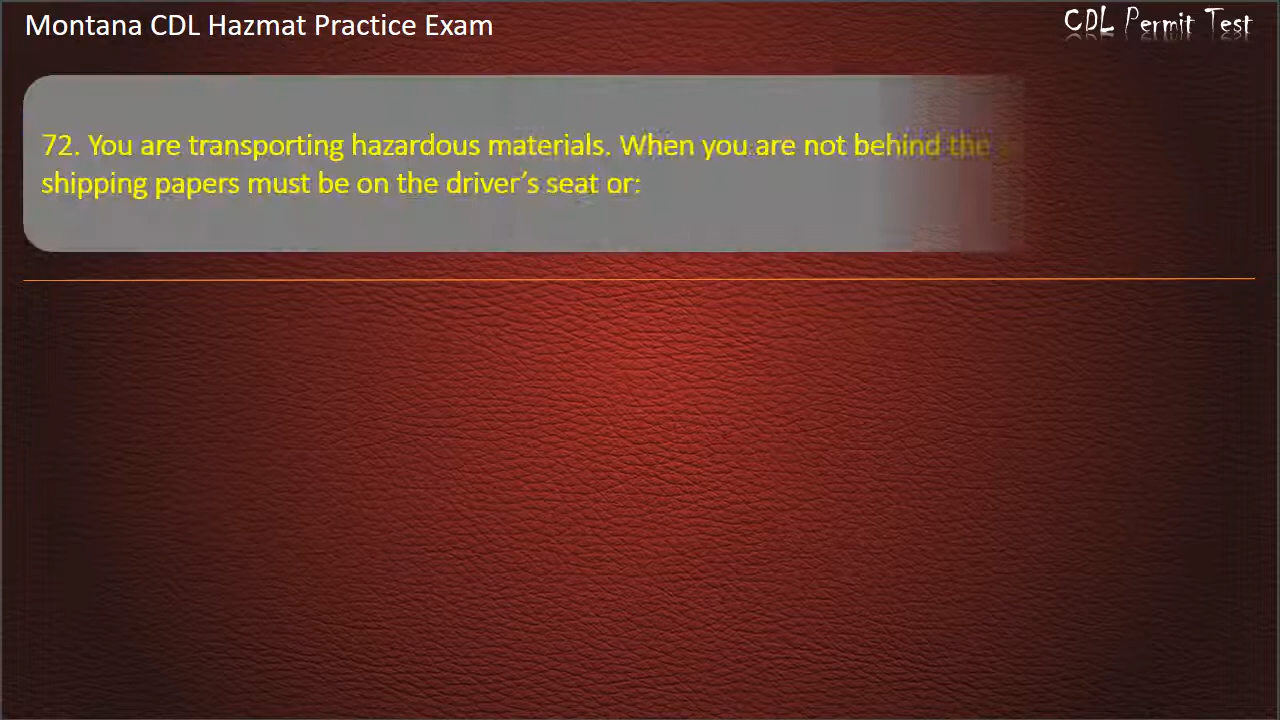 Montana CDL Hazmat Practice Exam
CDL Permit Test
72. You are transporting hazardous materials. When you are not behind the
shipping papers must be on the driver’s seat or: